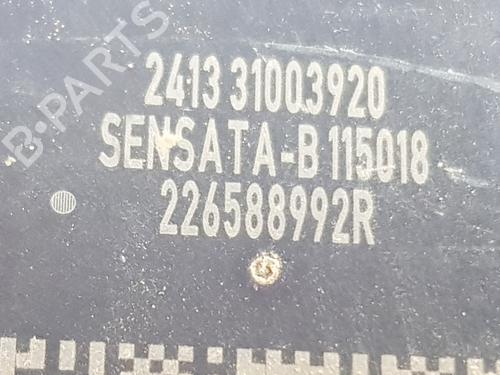 B-PARTS
2413 31003920
SENSATA-B 115018
226588992R